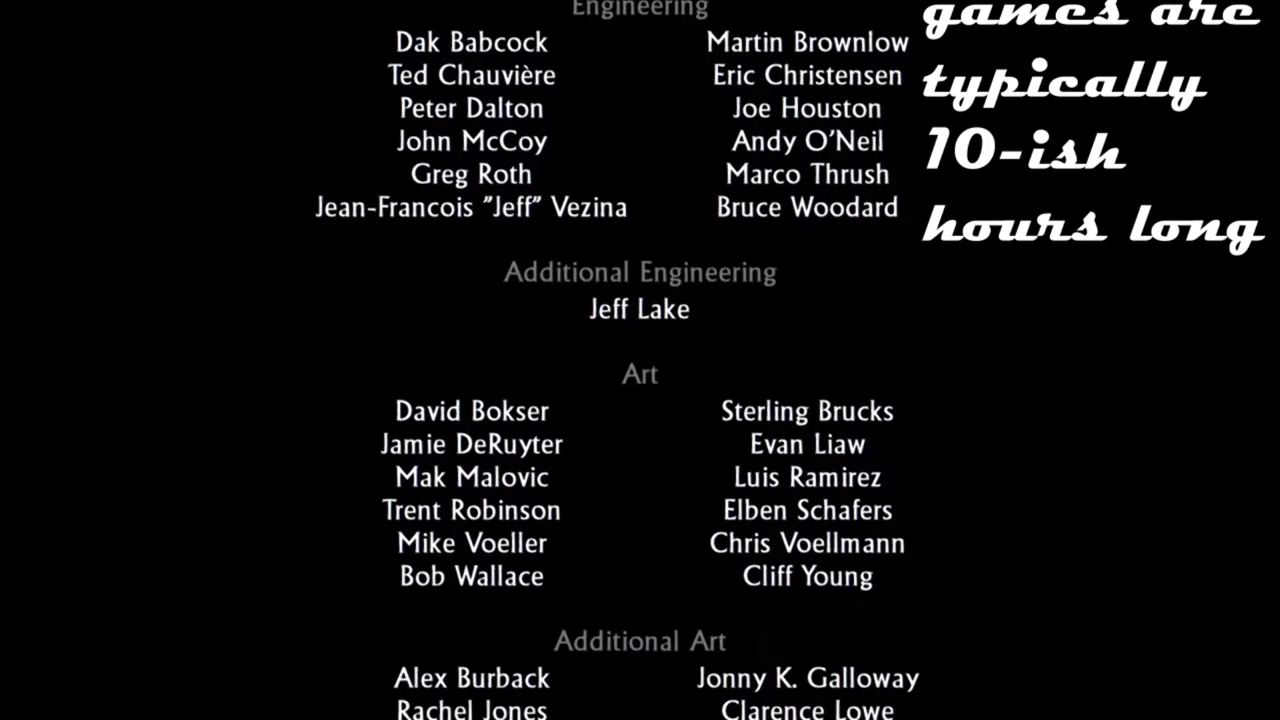 Engineering
Dak Babcock Martin Brownlow
Ted Chauvière Eric Christensen
Peter Dalton Joe Houston
John McCoy Andy O’Neil
Greg Roth Marco Thrush
Jean-Francois "Jeff" Vezina Bruce Woodard
Additional Engineering
Jeff Lake
Art
David Bokser Sterling Brucks
Jamie DeRuyter Evan Liaw
Mak Malovic Luis Ramirez
Trent Robinson Elben Schafers
Mike Voeller Chris Voellmann
Bob Wallace Cliff Young
Additional Art
Alex Burback Jonny K. Galloway
Rachel Jones Clarence Lowe
games are
typically
10-ish
hours long